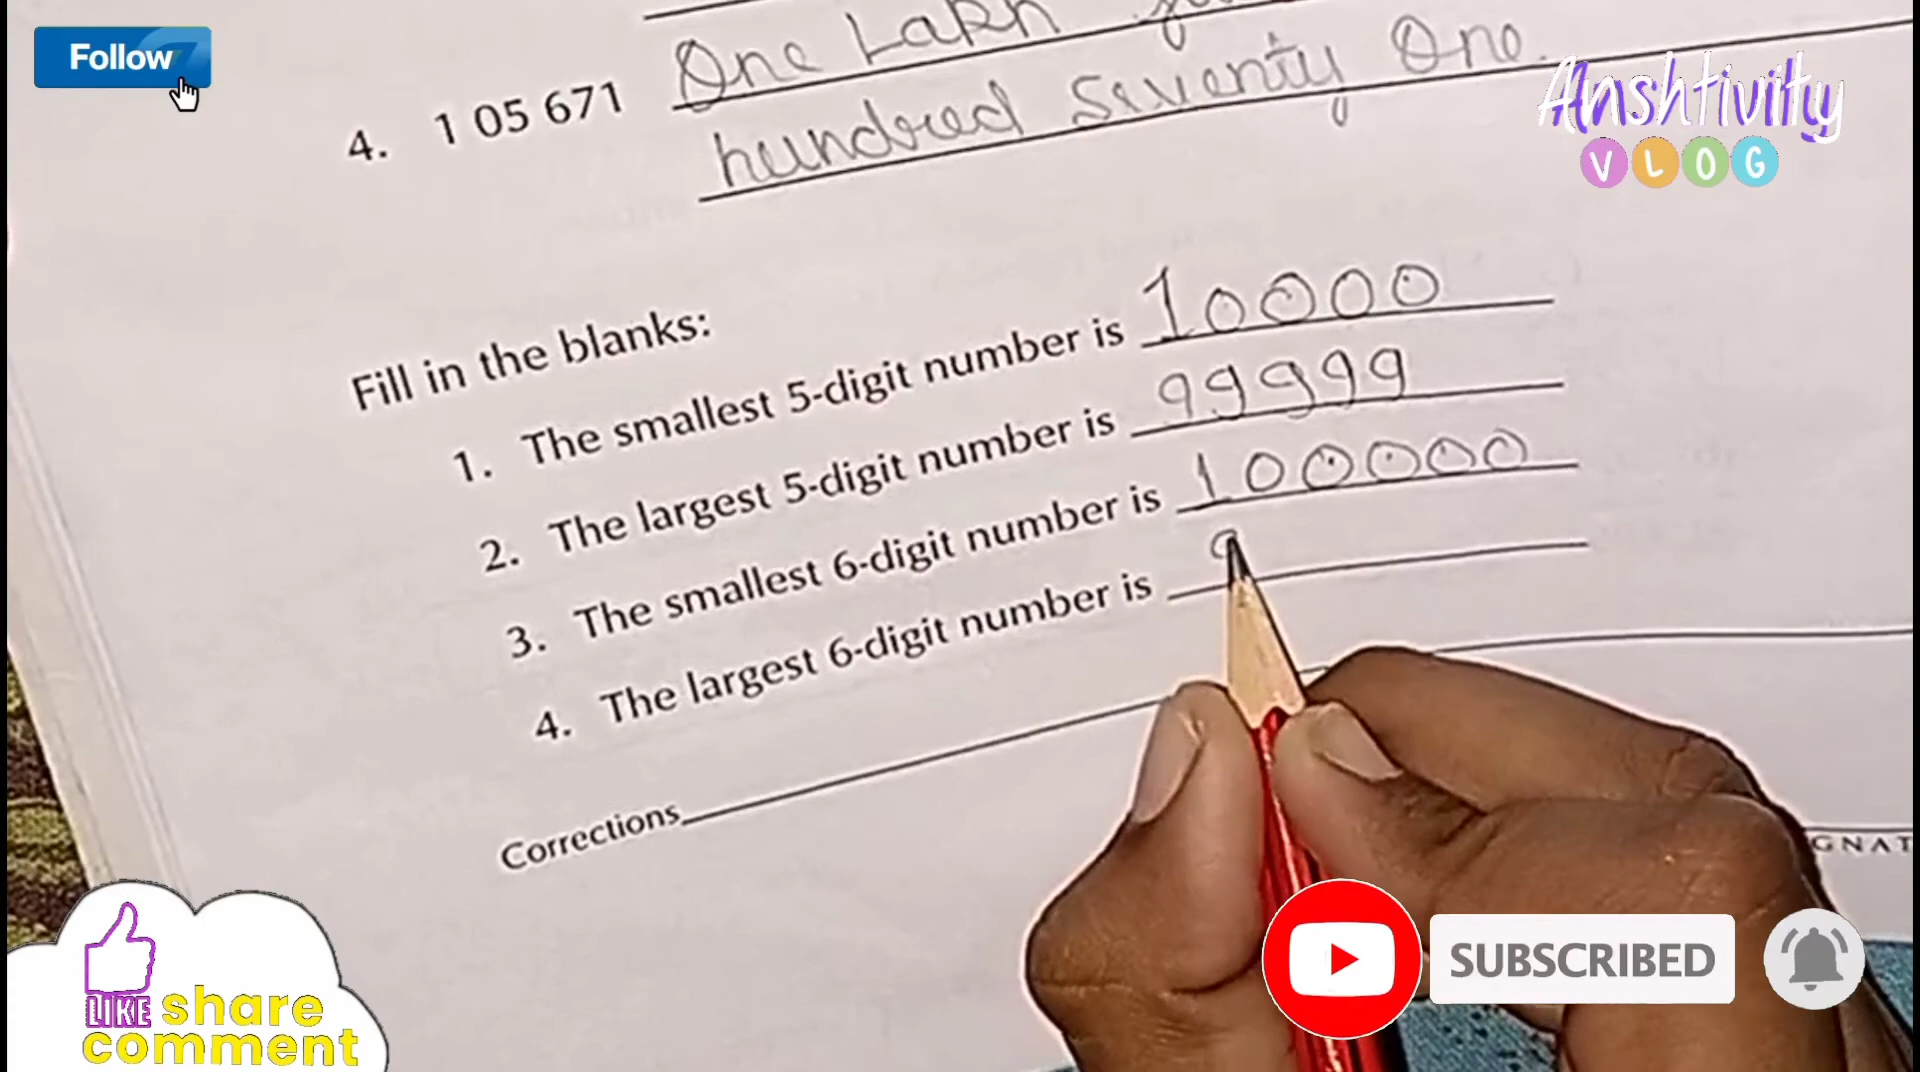 Follow
One Lakh
4. 1 05 671
hundred Seventy One.
Anshtivitty
VLOG
Fill in the blanks:
1. The smallest 5-digit number is 10000
2. The largest 5-digit number is 99999
3. The smallest 6-digit number is 100000
4. The largest 6-digit number is 9
Corrections
GNAT
LIKE share
comment
SUBSCRIBED